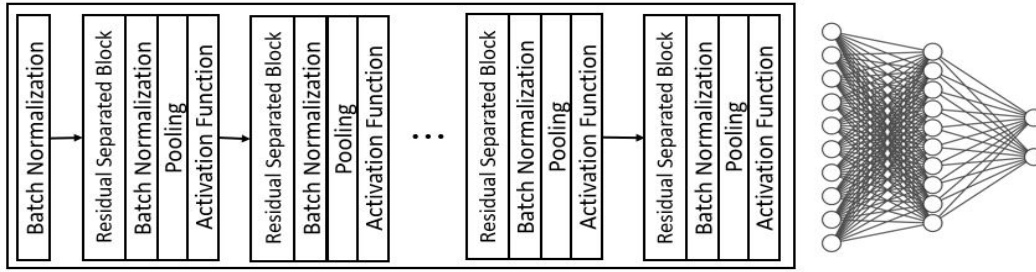 Batch Normalization
Residual Separated Block
Batch Normalization
Pooling
Activation Function
Residual Separated Block
Batch Normalization
Pooling
Activation Function
...
Residual Separated Block
Batch Normalization
Pooling
Activation Function
Residual Separated Block
Batch Normalization
Pooling
Activation Function